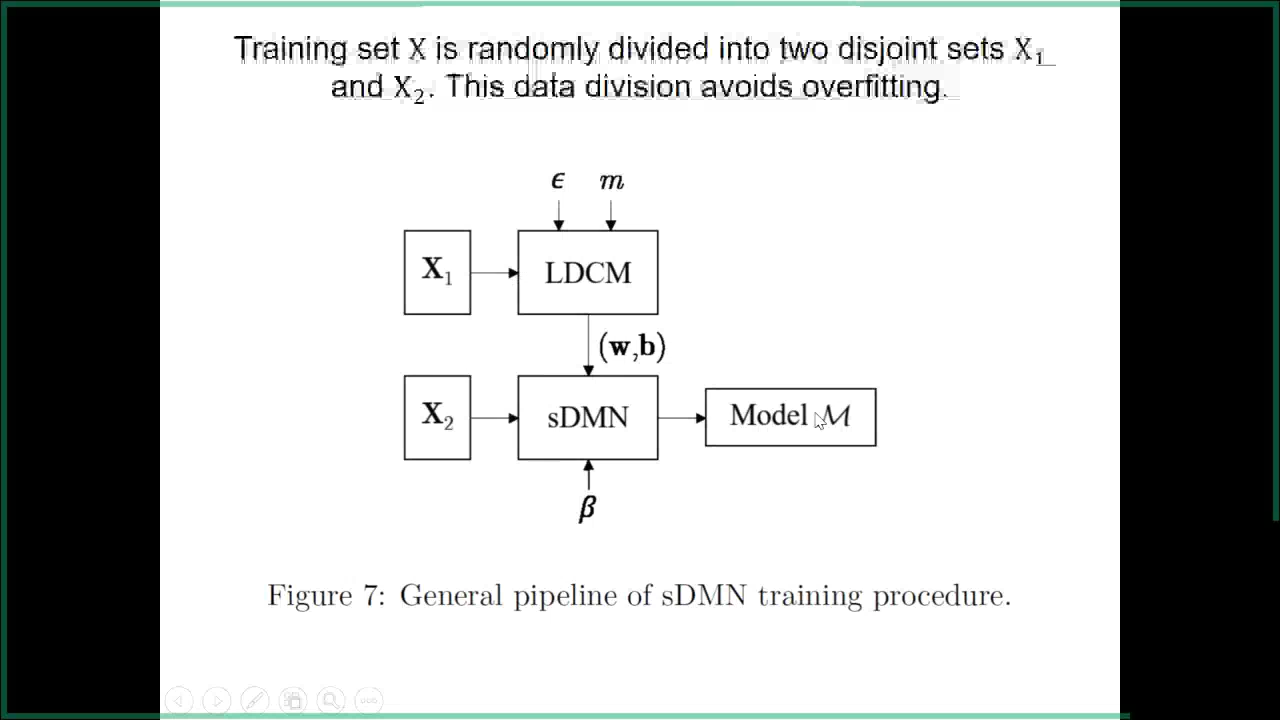 Training set X is randomly divided into two disjoint sets X₁
and X₂. This data division avoids overfitting.
ϵ m
X₁ LDCM
(w,b)
X₂ sDMN Model ℳ
β
Figure 7: General pipeline of sDMN training procedure.